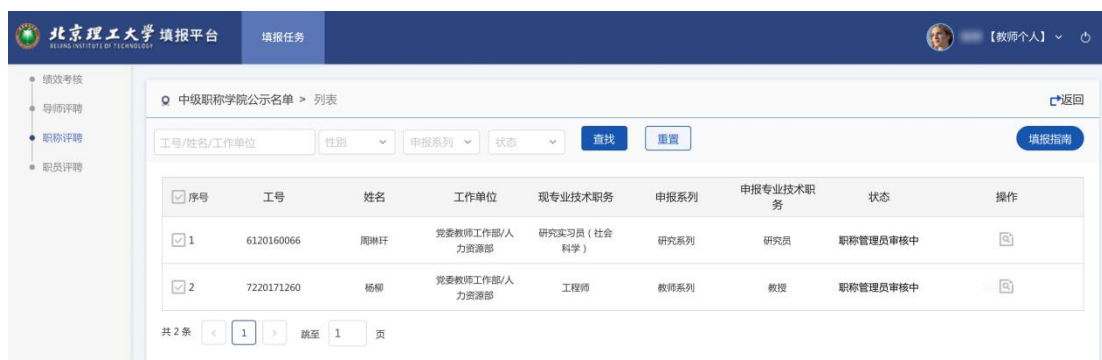 北京理工大学 填报平台
BEIJING INSTITUTE OF TECHNOLOGY
填报任务
【教师个人】
绩效考核
导师评聘
职称评聘
职员评聘
中级职称学院公示名单 > 列表
返回
工号/姓名/工作单位 性别 申报系列 状态 查找 重置 填报指南
序号 工号 姓名 工作单位 现专业技术职务 申报系列 申报专业技术职
务 状态 操作
1 6120160066 周琳玕 党委教师工作部/人
力资源部 研究实习员（社会
科学） 研究系列 研究员 职称管理员审核中
2 7220171260 杨柳 党委教师工作部/人
力资源部 工程师 教师系列 教授 职称管理员审核中
共 2 条 < 1 > 跳至 1 页